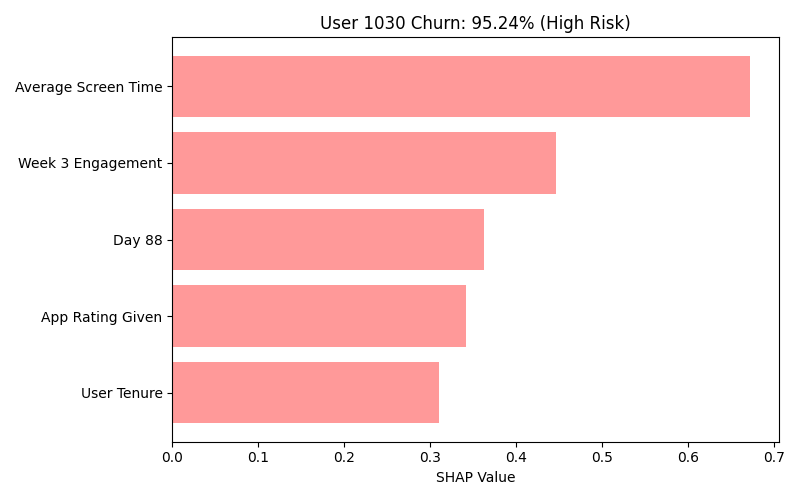 User 1030 Churn: 95.24% (High Risk)
Average Screen Time
Week 3 Engagement
Day 88
App Rating Given
User Tenure
0.0 0.1 0.2 0.3 0.4 0.5 0.6 0.7
SHAP Value